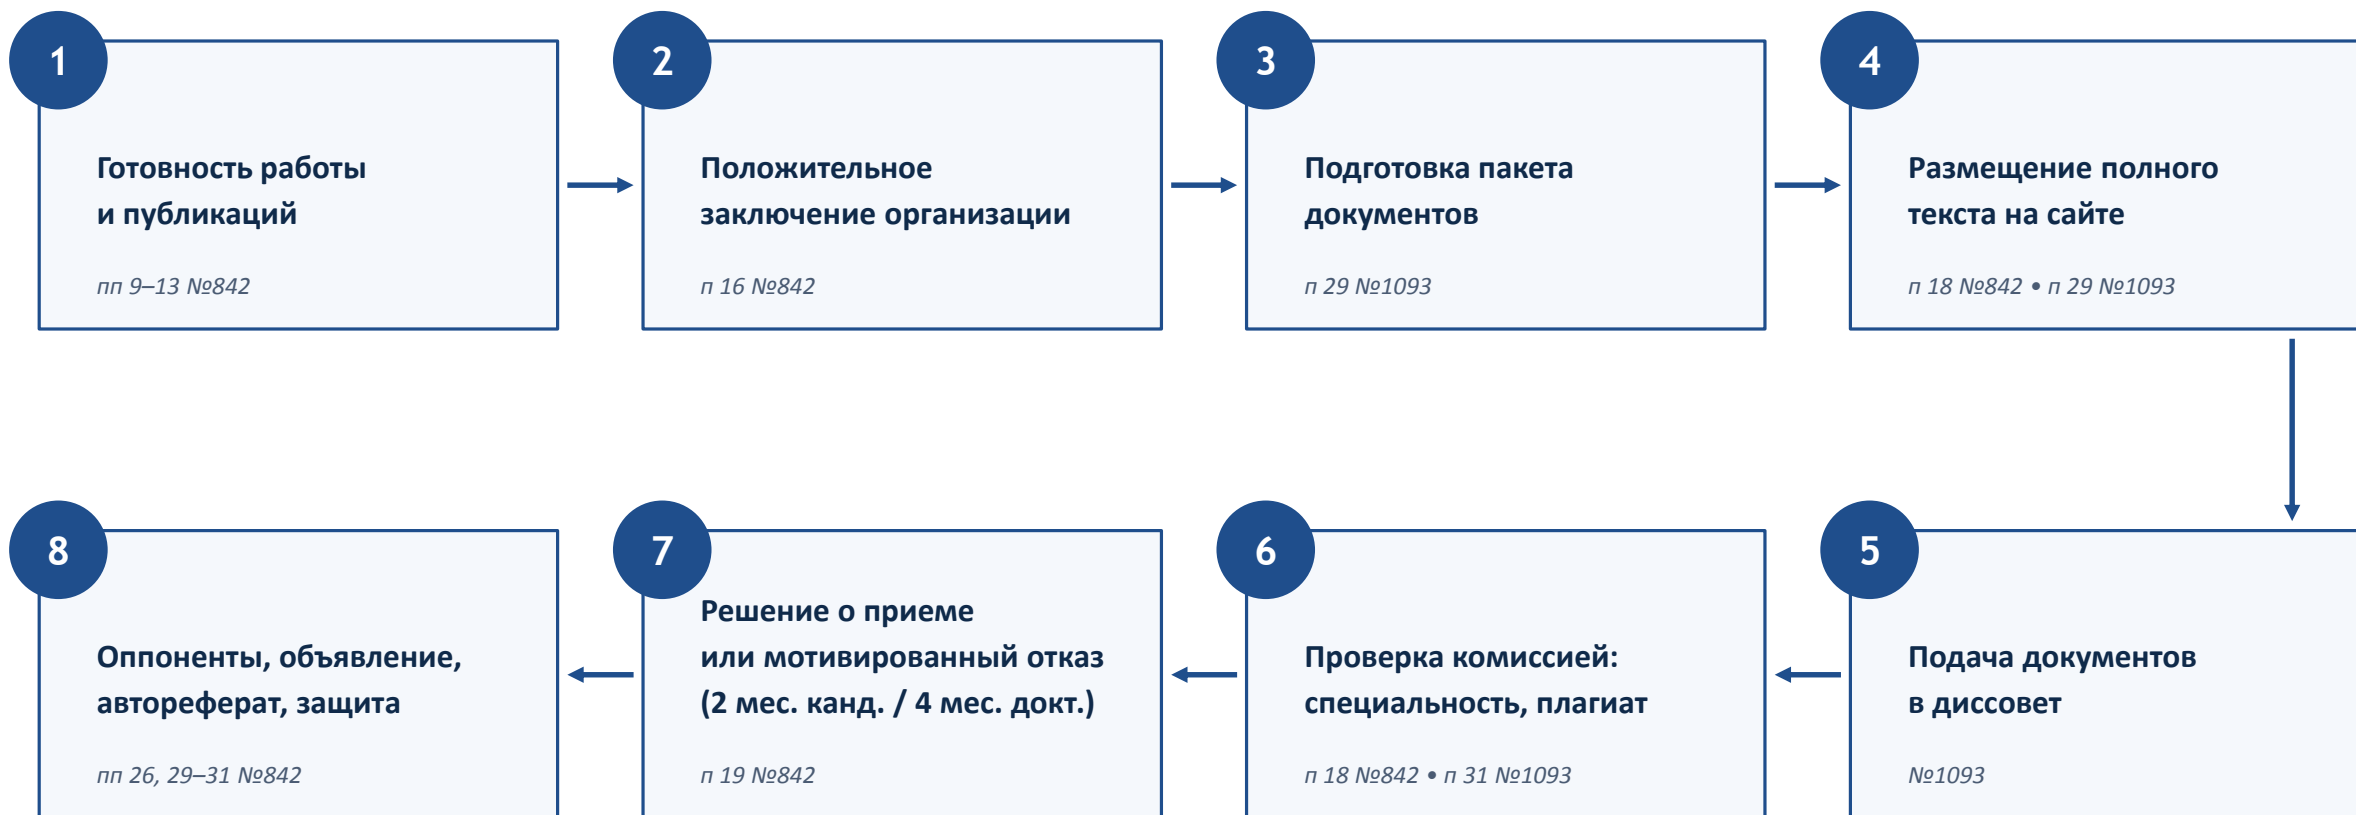 1
Готовность работы
и публикаций
пп 9–13 №842
2
Положительное
заключение организации
п 16 №842
3
Подготовка пакета
документов
п 29 №1093
4
Размещение полного
текста на сайте
п 18 №842 • п 29 №1093
8
Оппоненты, объявление,
автореферат, защита
пп 26, 29–31 №842
7
Решение о приеме
или мотивированный отказ
(2 мес. канд. / 4 мес. докт.)
п 19 №842
6
Проверка комиссией:
специальность, плагиат
п 18 №842 • п 31 №1093
5
Подача документов
в диссовет
№1093